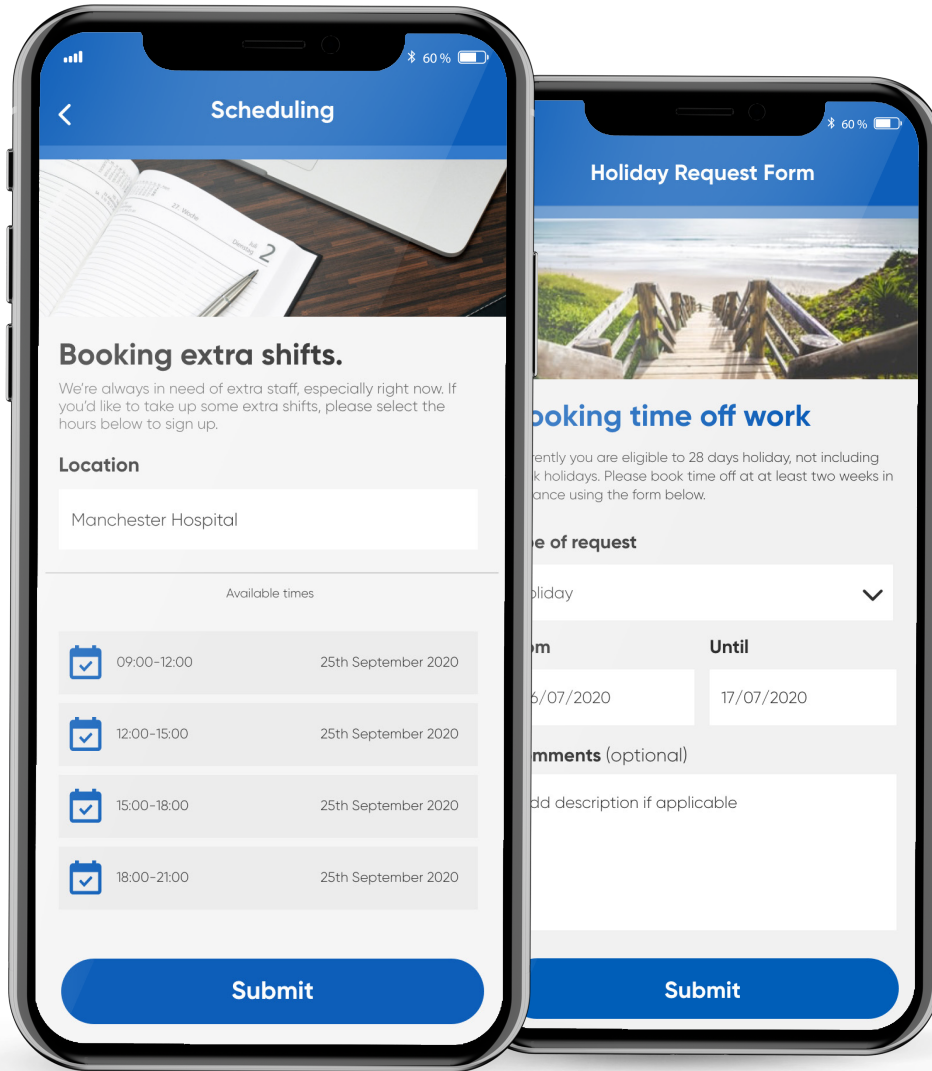 60 %
Scheduling
27. Woche
Juli
Dienstag 2
Booking extra shifts.
We're always in need of extra staff, especially right now. If
you'd like to take up some extra shifts, please select the
hours below to sign up.
Location
Manchester Hospital
Available times
09:00-12:00 25th September 2020
12:00-15:00 25th September 2020
15:00-18:00 25th September 2020
18:00-21:00 25th September 2020
Submit
60 %
Holiday Request Form
ooking time off work
rently you are eligible to 28 days holiday, not including
k holidays. Please book time off at at least two weeks in
ance using the form below.
e of request
oliday
om Until
6/07/2020 17/07/2020
mments (optional)
dd description if applicable
Submit